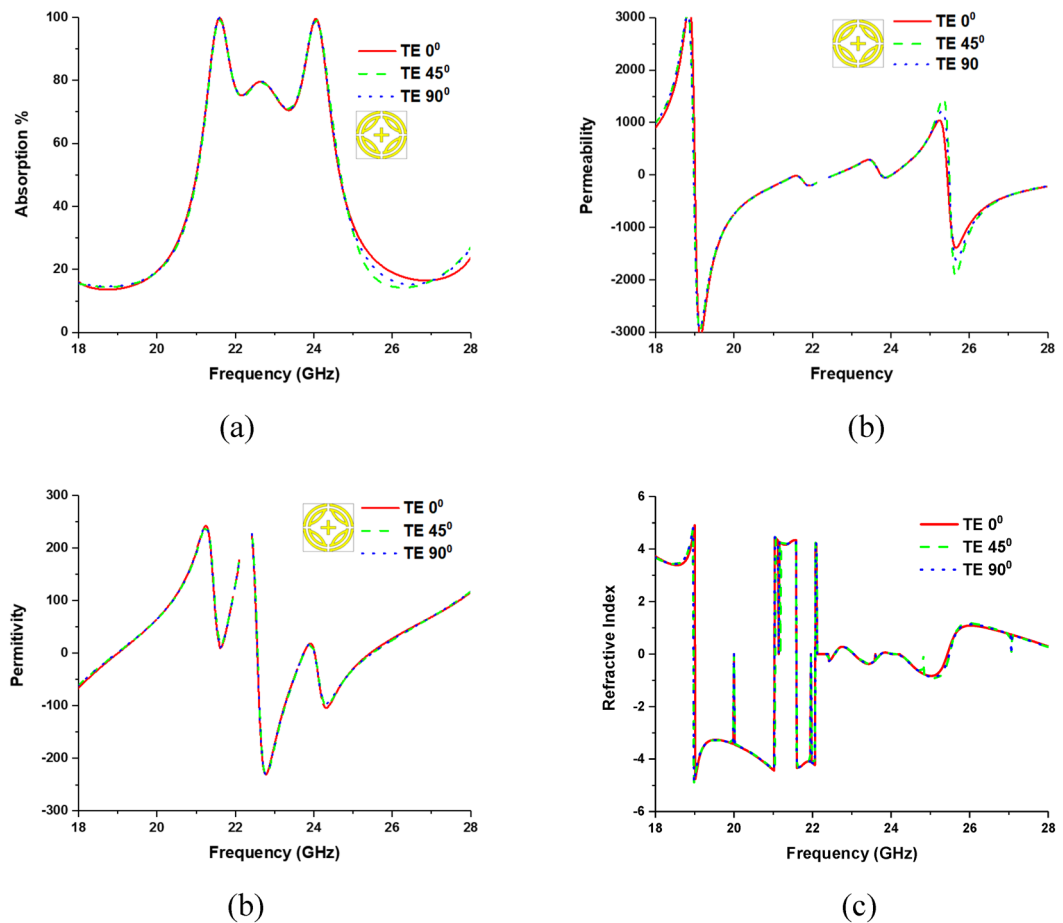 Absorption %
100
80
60
40
20
0
18 20 22 24 26 28
Frequency (GHz)
TE 0⁰
TE 45⁰
TE 90⁰
(a)
Permeability
3000
2000
1000
0
-1000
-2000
-3000
18 20 22 24 26 28
Frequency
TE 0⁰
TE 45⁰
TE 90
(b)
Permitivity
300
200
100
0
-100
-200
-300
18 20 22 24 26 28
Frequency (GHz)
TE 0⁰
TE 45⁰
TE 90⁰
(b)
Refractive Index
6
4
2
0
-2
-4
-6
18 20 22 24 26 28
Frequency (GHz)
TE 0⁰
TE 45⁰
TE 90⁰
(c)